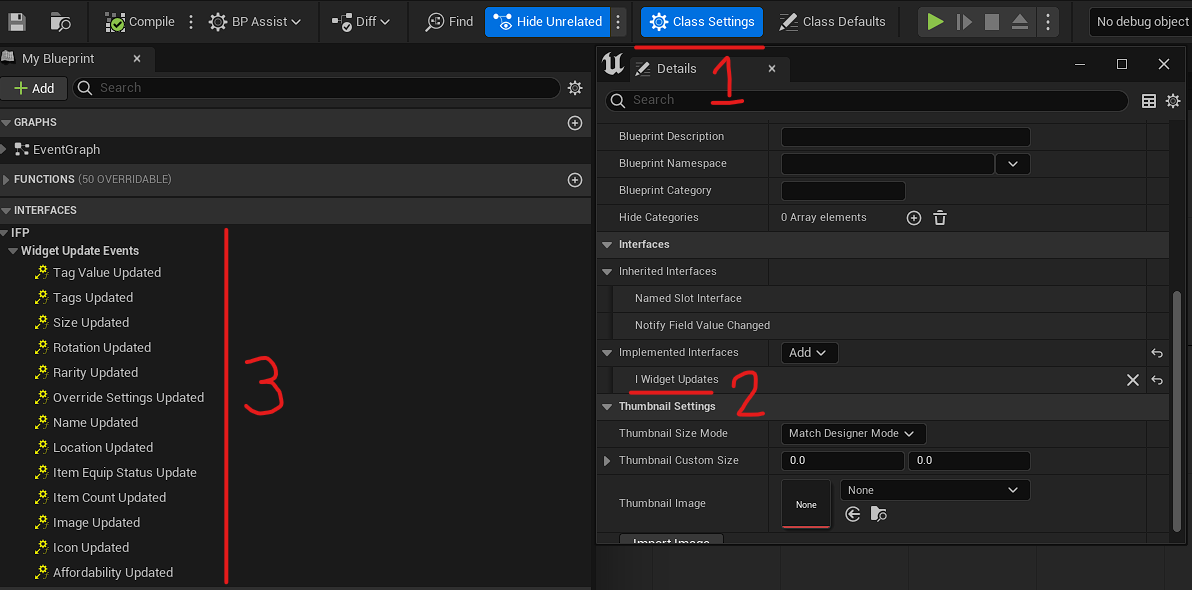 Compile
BP Assist
Diff
Find
Hide Unrelated
Class Settings
Class Defaults
No debug object
My Blueprint
Add
Search
GRAPHS
EventGraph
FUNCTIONS (50 OVERRIDABLE)
INTERFACES
IFP
Widget Update Events
Tag Value Updated
Tags Updated
Size Updated
Rotation Updated
Rarity Updated
Override Settings Updated
Name Updated
Location Updated
Item Equip Status Update
Item Count Updated
Image Updated
Icon Updated
Affordability Updated
3
Details
1
Search
Blueprint Description
Blueprint Namespace
Blueprint Category
Hide Categories 0 Array elements
Interfaces
Inherited Interfaces
Named Slot Interface
Notify Field Value Changed
Implemented Interfaces Add
I Widget Updates
2
Thumbnail Settings
Thumbnail Size Mode Match Designer Mode
Thumbnail Custom Size 0.0 0.0
Thumbnail Image None None
Import Image